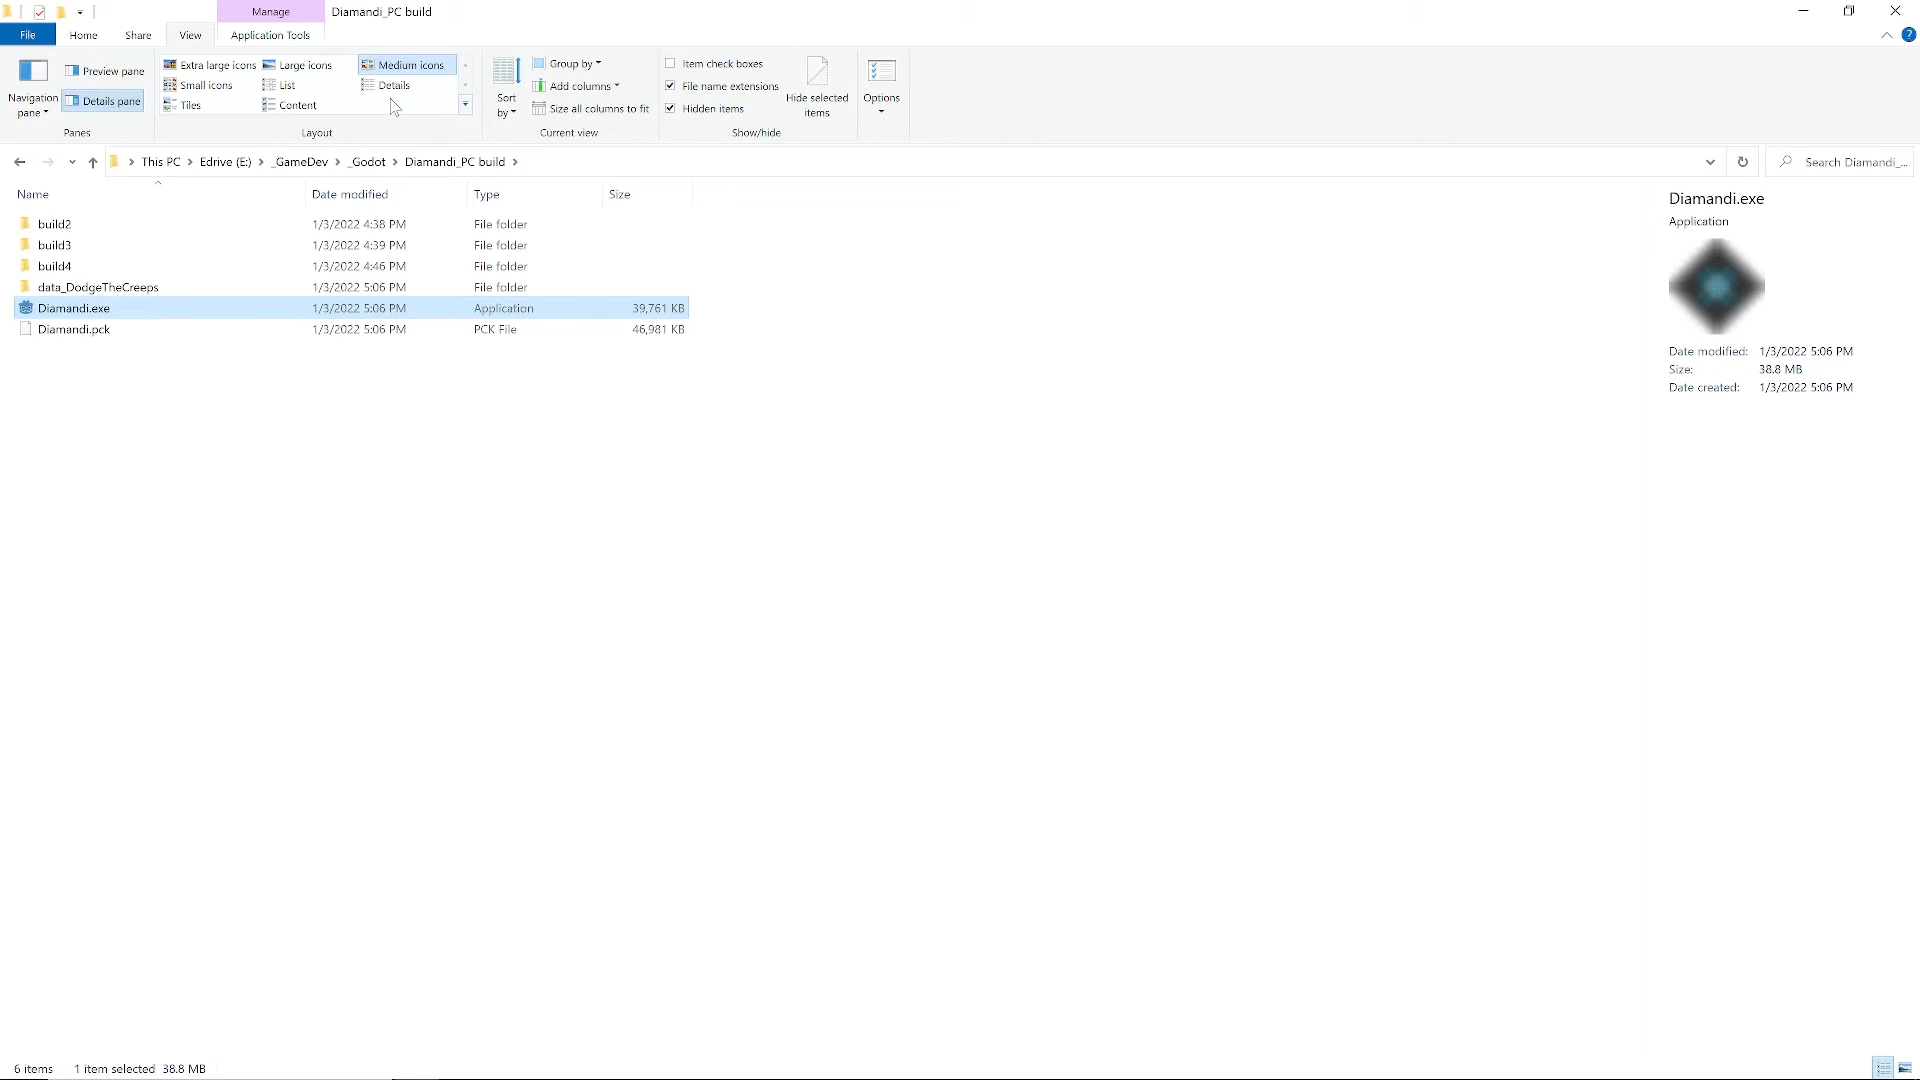 Manage
Diamandi_PC build
File
Home
Share
View
Application Tools
?
Navigation pane
Preview pane
Details pane
Panes
Extra large icons
Large icons
Medium icons
Small icons
List
Details
Tiles
Content
Layout
Sort by
Group by
Add columns
Size all columns to fit
Current view
Item check boxes
File name extensions
Hidden items
Hide selected items
Show/hide
Options
This PC > Edrive (E:) > _GameDev > _Godot > Diamandi_PC build >
Search Diamandi_...
Name Date modified Type Size
build2 1/3/2022 4:38 PM File folder
build3 1/3/2022 4:39 PM File folder
build4 1/3/2022 4:46 PM File folder
data_DodgeTheCreeps 1/3/2022 5:06 PM File folder
Diamandi.exe 1/3/2022 5:06 PM Application 39,761 KB
Diamandi.pck 1/3/2022 5:06 PM PCK File 46,981 KB
Diamandi.exe
Application
Date modified: 1/3/2022 5:06 PM
Size: 38.8 MB
Date created: 1/3/2022 5:06 PM
6 items 1 item selected 38.8 MB